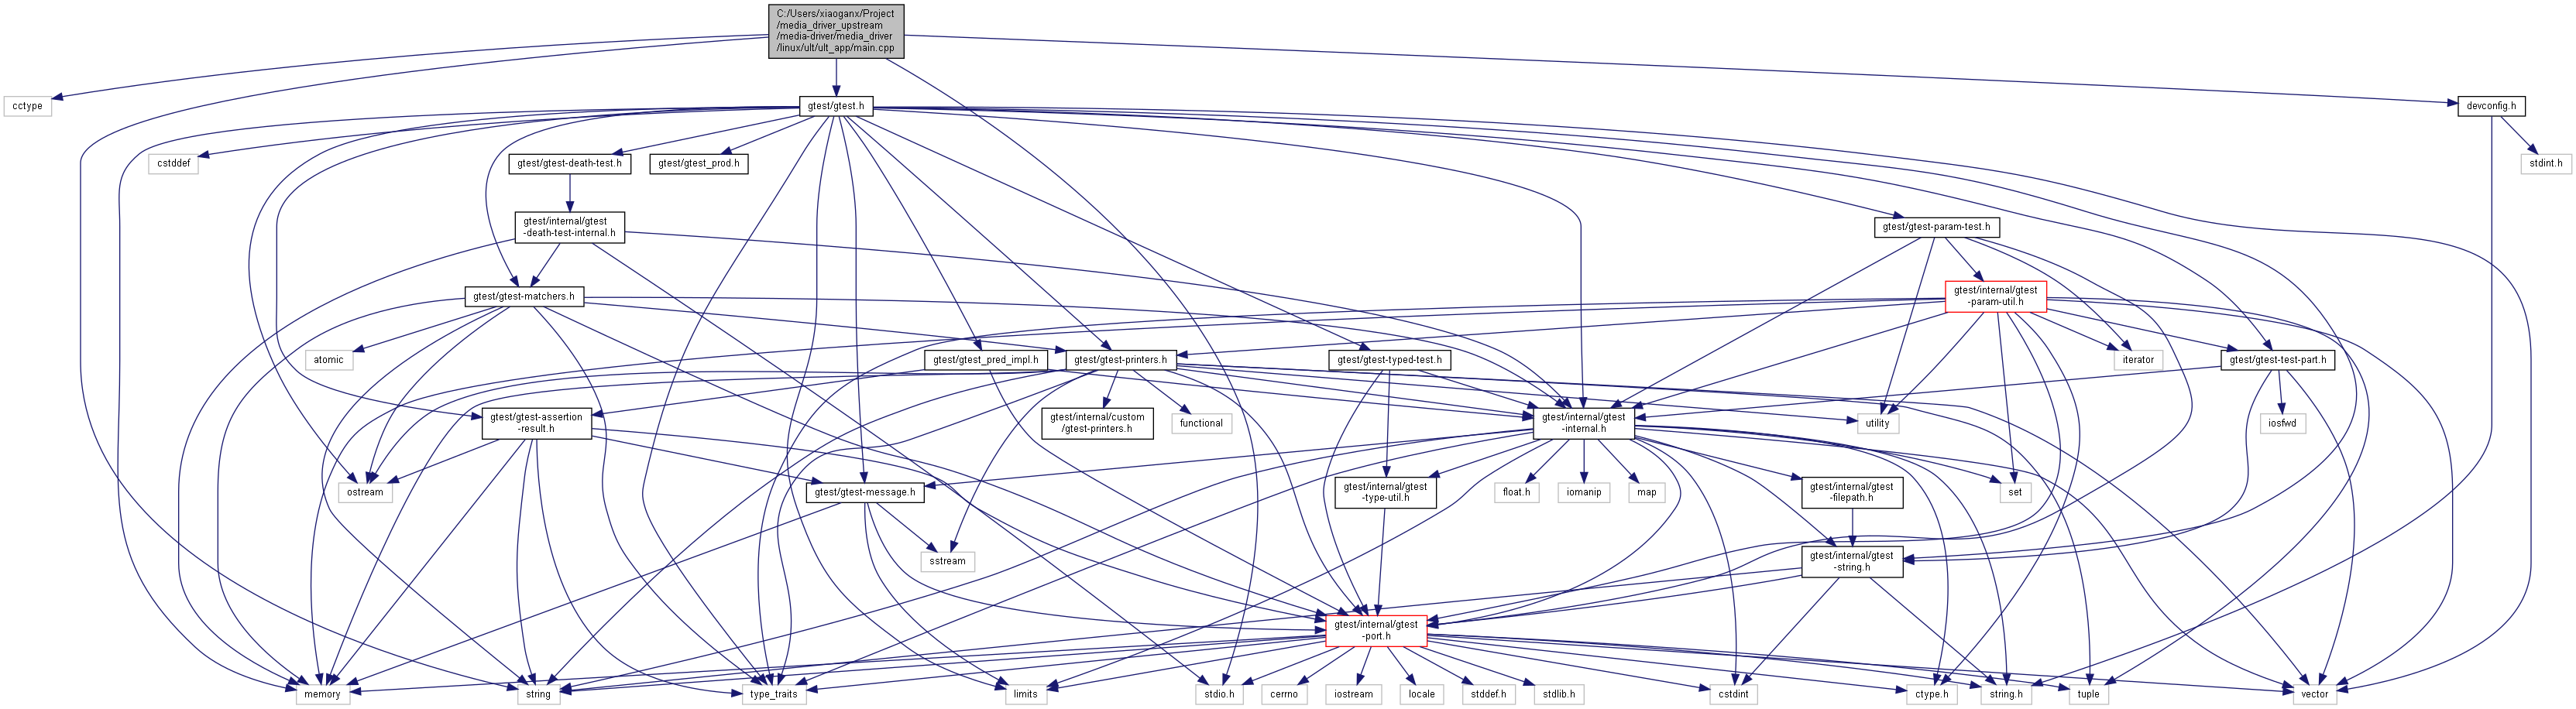 C:/Users/xiaoganx/Project
/media_driver_upstream
/media-driver/media_driver
/linux/ult/ult_app/main.cpp
cctype
gtest/gtest.h
devconfig.h
cstddef
gtest/gtest-death-test.h
gtest/gtest_prod.h
stdint.h
gtest/internal/gtest
-death-test-internal.h
gtest/gtest-param-test.h
gtest/gtest-matchers.h
gtest/internal/gtest
-param-util.h
atomic
gtest/gtest_pred_impl.h
gtest/gtest-printers.h
gtest/gtest-typed-test.h
iterator
gtest/gtest-test-part.h
gtest/gtest-assertion
-result.h
gtest/internal/custom
/gtest-printers.h
functional
gtest/internal/gtest
-internal.h
utility
iosfwd
ostream
gtest/gtest-message.h
gtest/internal/gtest
-type-util.h
float.h
iomanip
map
gtest/internal/gtest
-filepath.h
set
sstream
gtest/internal/gtest
-string.h
gtest/internal/gtest
-port.h
memory
string
type_traits
limits
stdio.h
cerrno
iostream
locale
stddef.h
stdlib.h
cstdint
ctype.h
string.h
tuple
vector